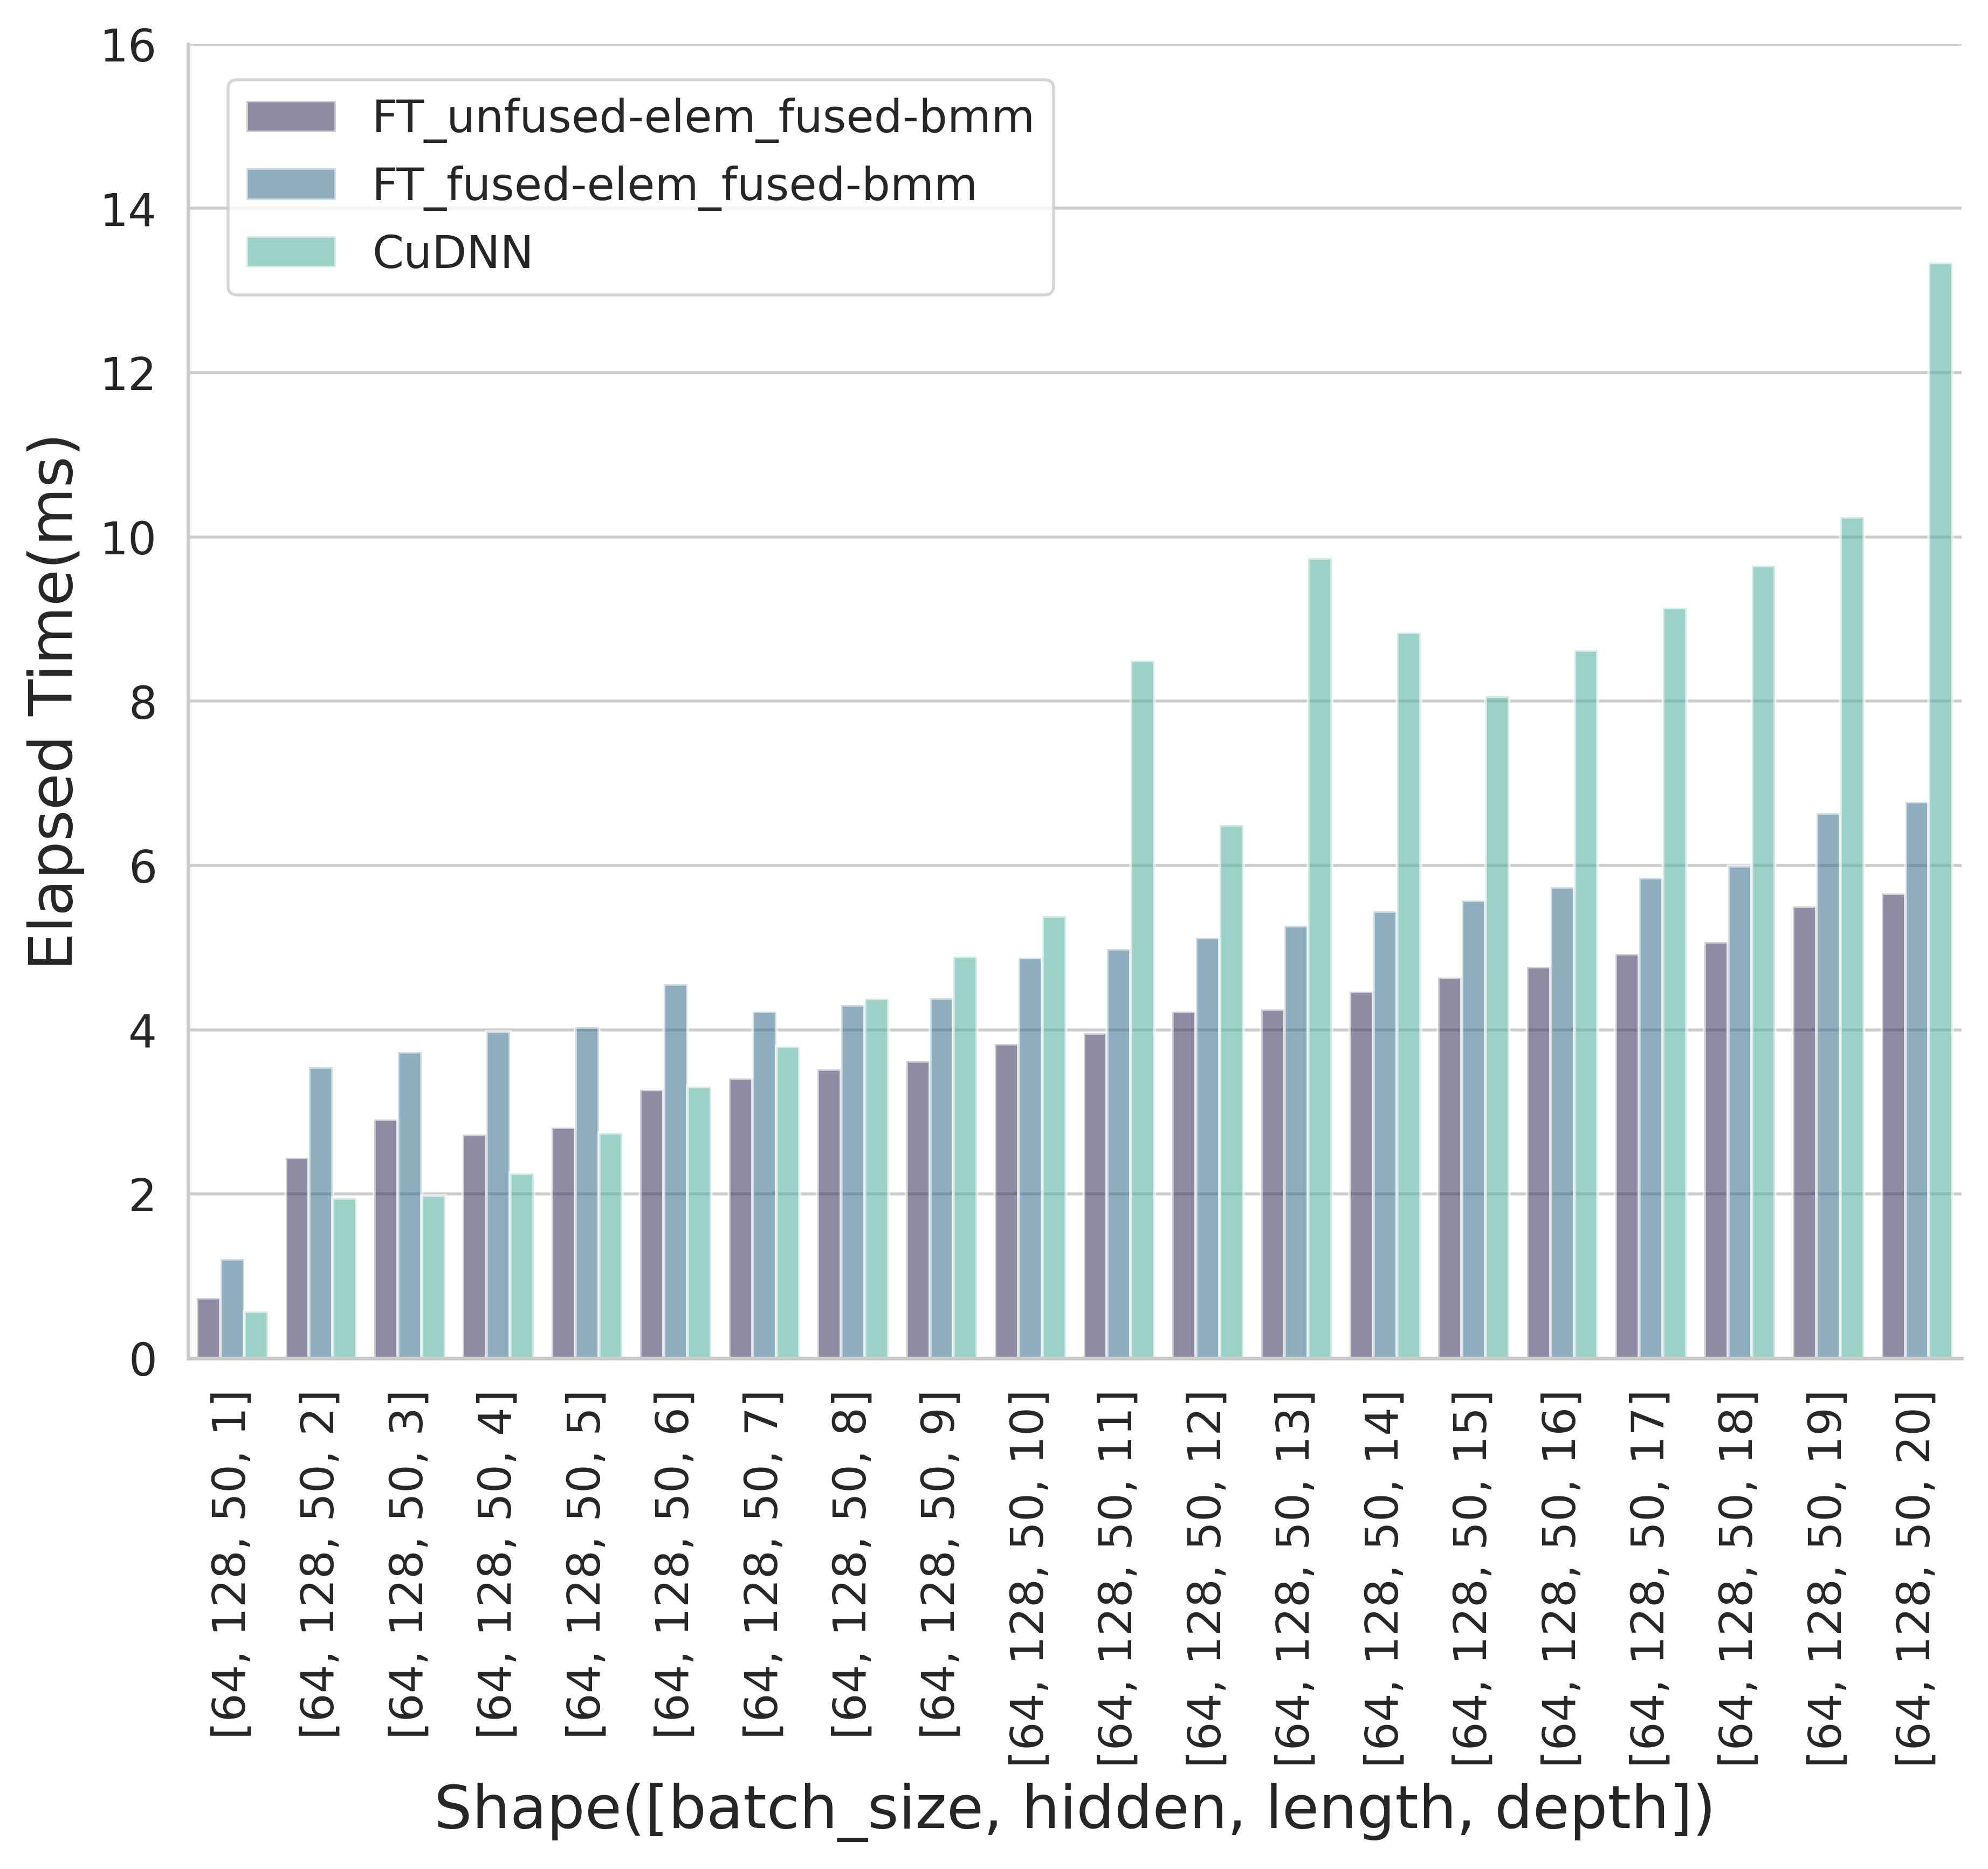 16
14
12
10
8
6
4
2
0
Elapsed Time(ms)
FT_unfused-elem_fused-bmm
FT_fused-elem_fused-bmm
CuDNN
[64, 128, 50, 1]
[64, 128, 50, 2]
[64, 128, 50, 3]
[64, 128, 50, 4]
[64, 128, 50, 5]
[64, 128, 50, 6]
[64, 128, 50, 7]
[64, 128, 50, 8]
[64, 128, 50, 9]
[64, 128, 50, 10]
[64, 128, 50, 11]
[64, 128, 50, 12]
[64, 128, 50, 13]
[64, 128, 50, 14]
[64, 128, 50, 15]
[64, 128, 50, 16]
[64, 128, 50, 17]
[64, 128, 50, 18]
[64, 128, 50, 19]
[64, 128, 50, 20]
Shape([batch_size, hidden, length, depth])